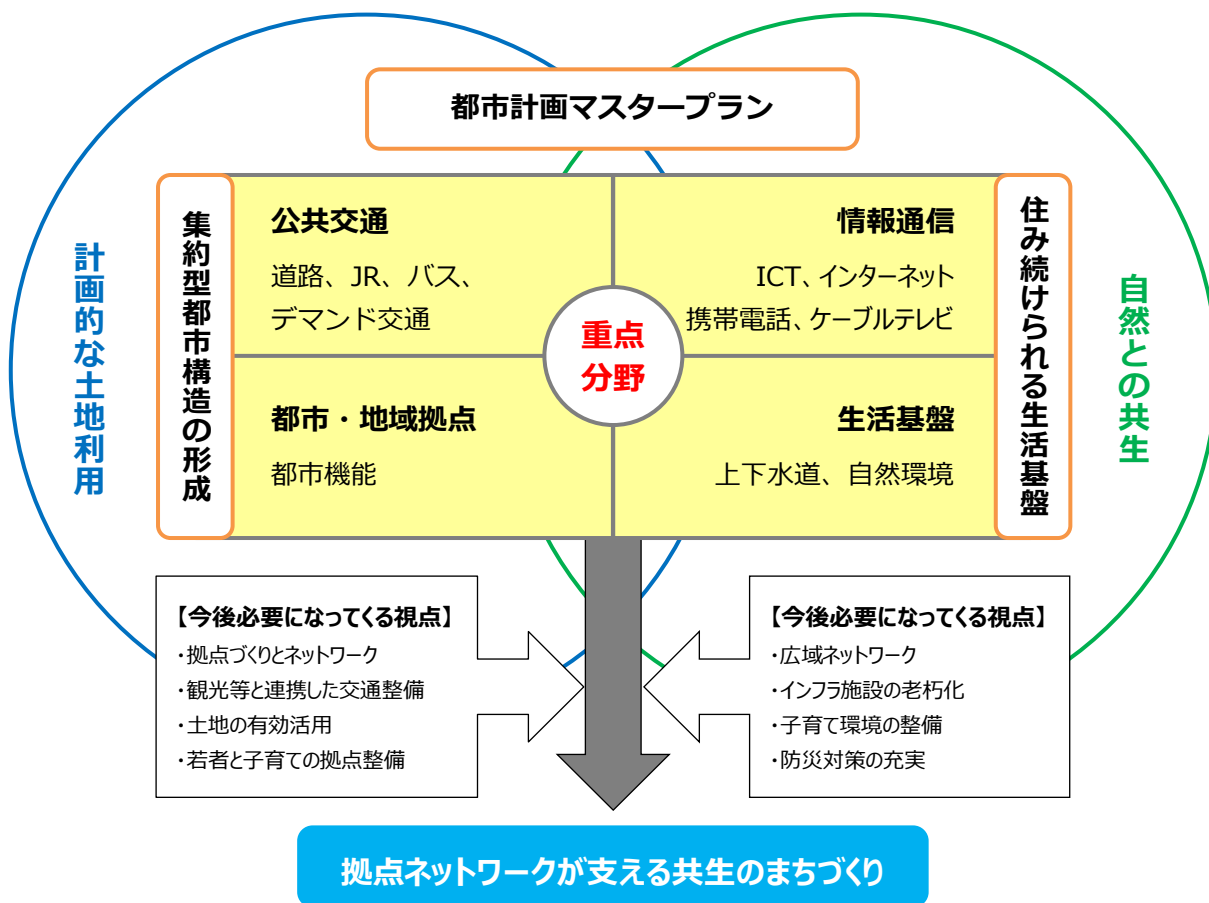 都市計画マスタープラン
計画的な土地利用
集約型都市構造の形成
公共交通
道路、JR、バス、
デマンド交通
情報通信
ICT、インターネット
携帯電話、ケーブルテレビ
重点
分野
都市・地域拠点
都市機能
生活基盤
上下水道、自然環境
住み続けられる生活基盤
自然との共生
【今後必要になってくる視点】
・拠点づくりとネットワーク
・観光等と連携した交通整備
・土地の有効活用
・若者と子育ての拠点整備
【今後必要になってくる視点】
・広域ネットワーク
・インフラ施設の老朽化
・子育て環境の整備
・防災対策の充実
拠点ネットワークが支える共生のまちづくり